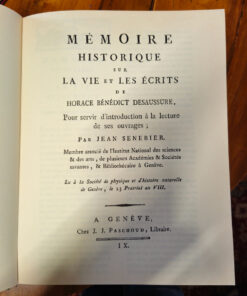 MÉMOIRE
HISTORIQUE
SUR
LA VIE ET LES ÉCRITS
DE
HORACE BÉNÉDICT DESAUSSURE,
Pour servir d'introduction à la lecture
de ses ouvrages ;
PAR JEAN SENEBIER,
Membre associé de l'Institut National des sciences
& des arts, de plusieurs Académies & Sociétés
savantes, & Bibliothécaire à Genève.
Lu à la Société de physique et d'histoire naturelle
de Genève, le 23 Prairial an VIII.
A GENÈVE,
Chez J. J. PASCHOUD, Libraire.
IX.